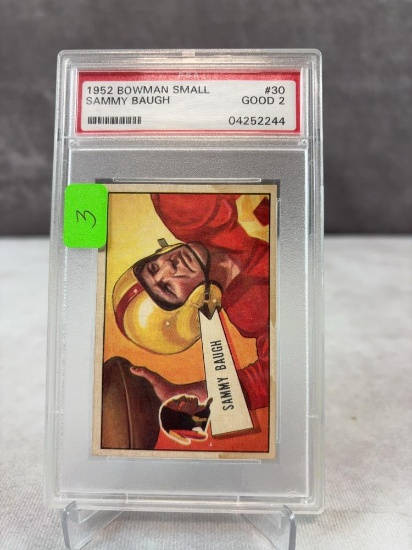 1952 BOWMAN SMALL #30
SAMMY BAUGH GOOD 2
04252244
3
SAMMY BAUGH